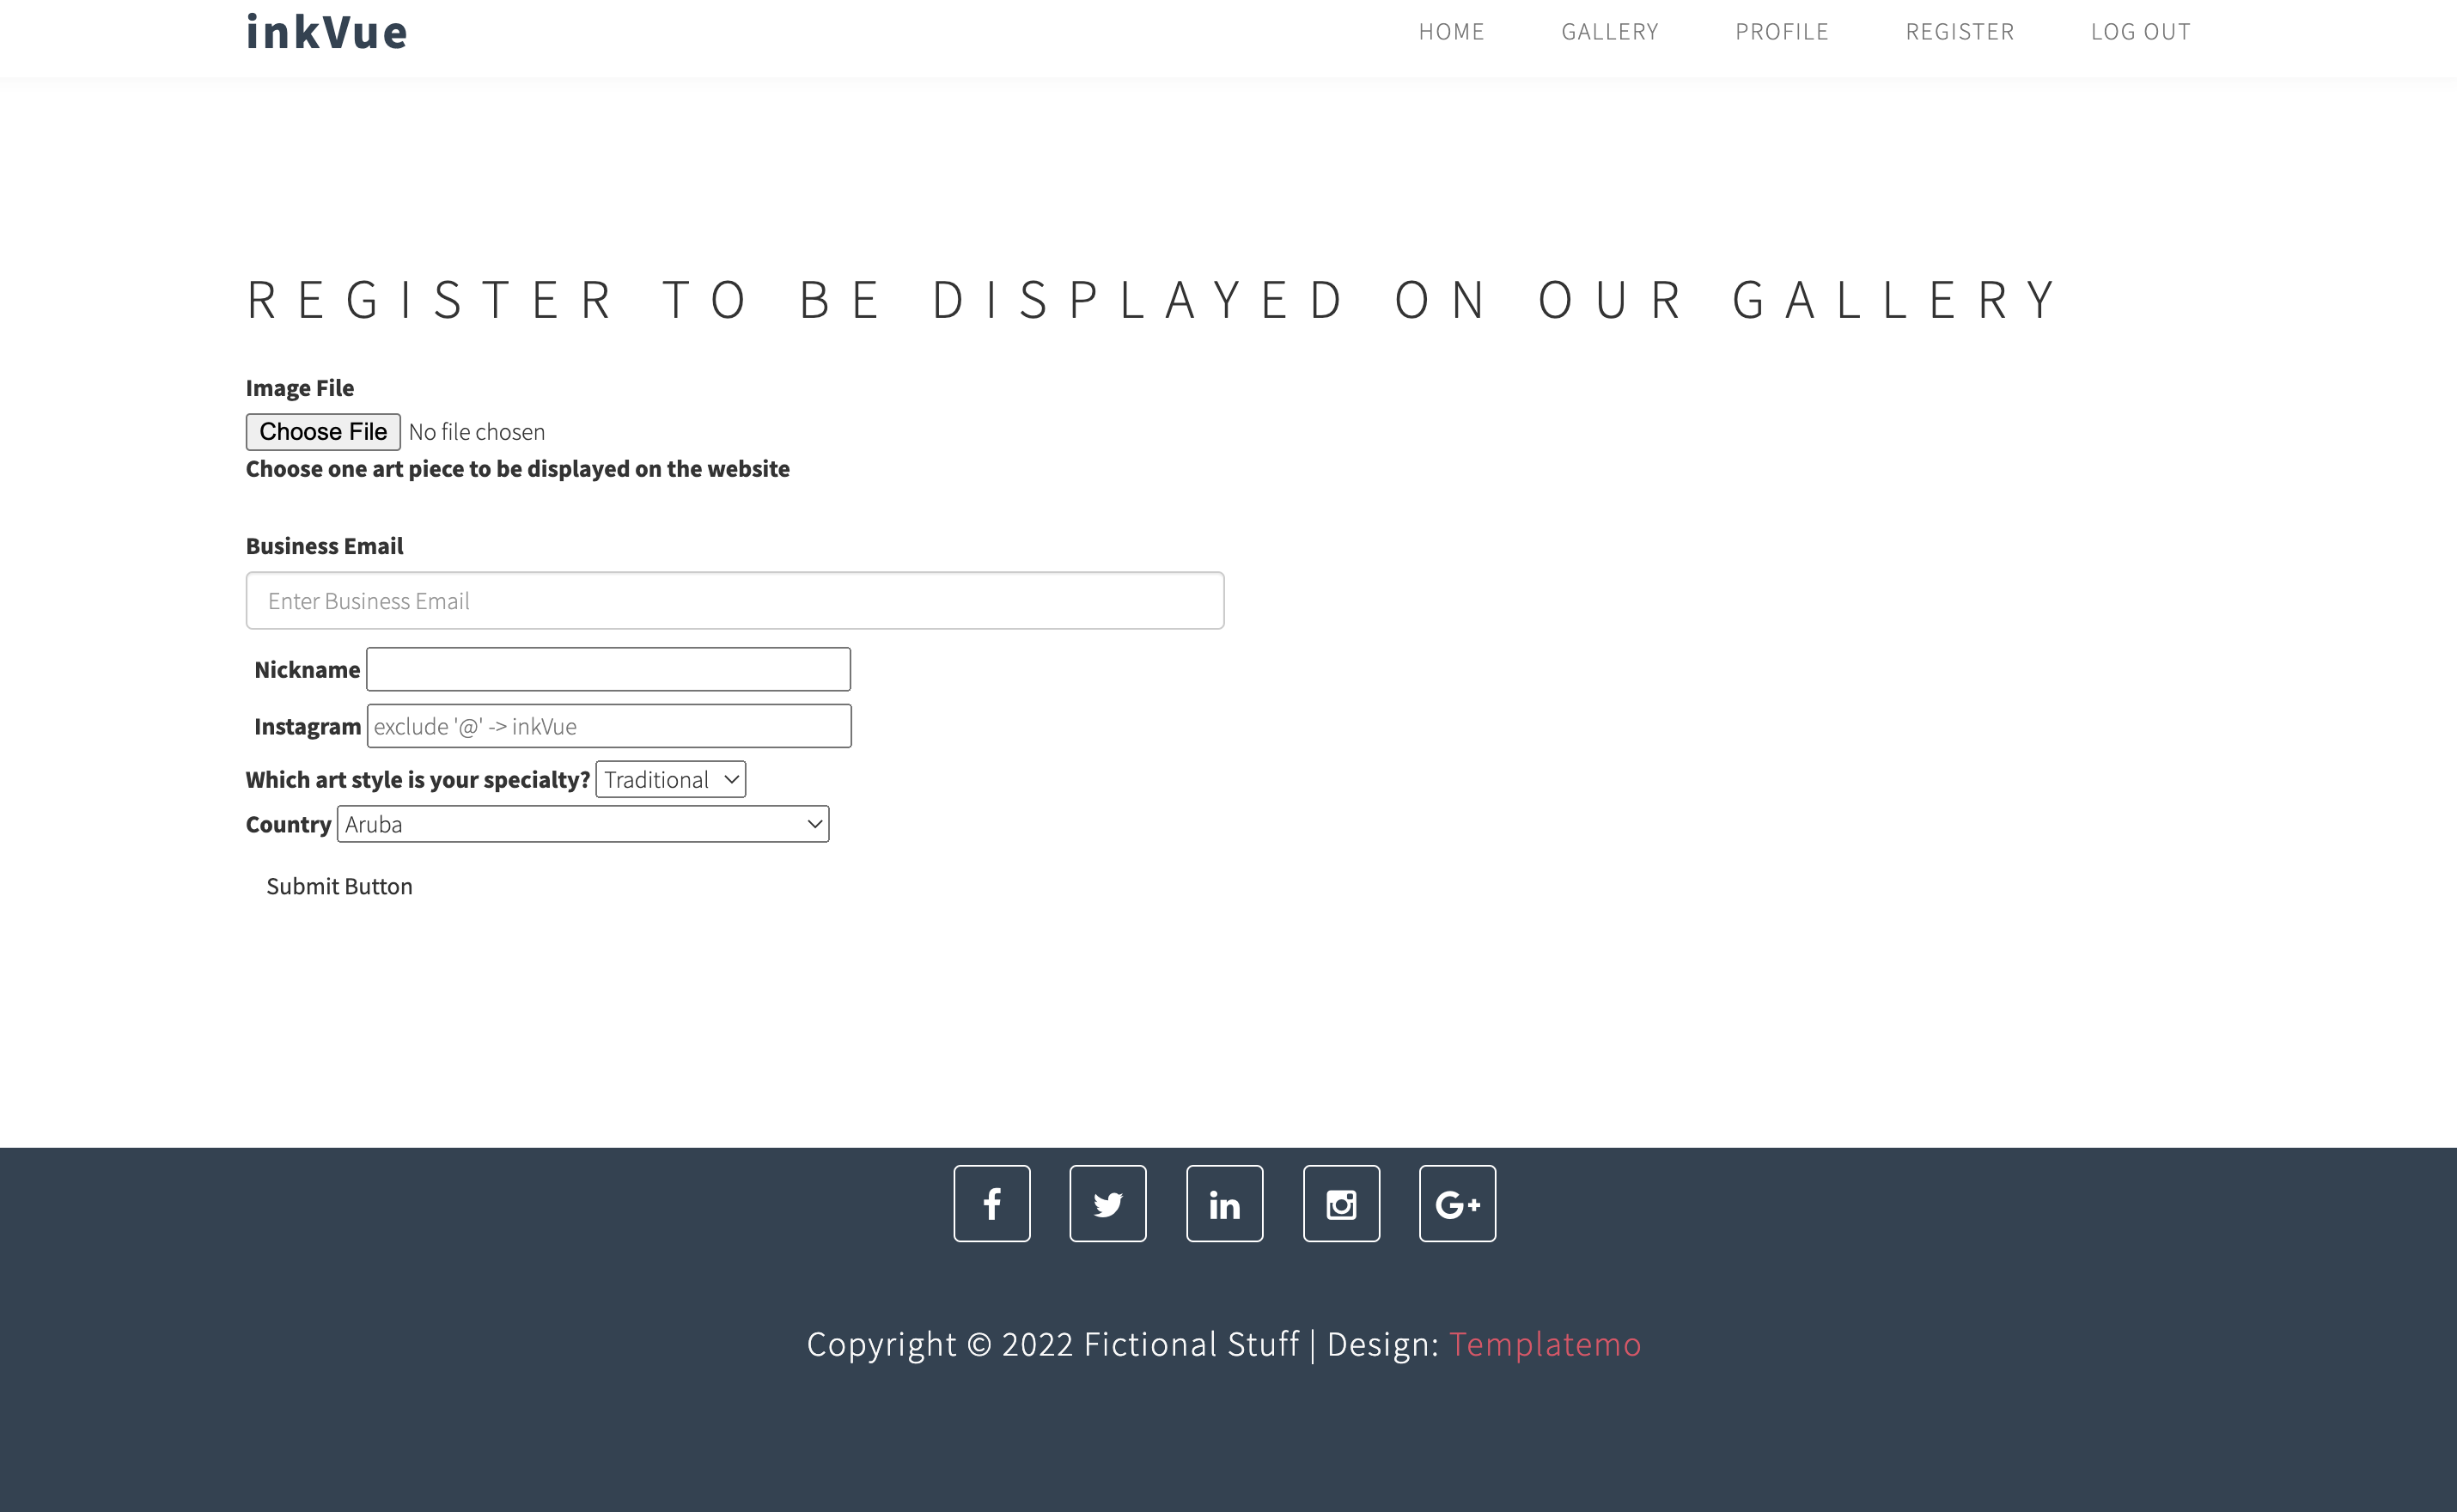 inkVue
HOME GALLERY PROFILE REGISTER LOG OUT
REGISTER TO BE DISPLAYED ON OUR GALLERY
Image File
Choose File No file chosen
Choose one art piece to be displayed on the website
Business Email
Enter Business Email
Nickname
Instagram exclude '@' -> inkVue
Which art style is your specialty? Traditional
Country Aruba
Submit Button
f in G+
Copyright © 2022 Fictional Stuff | Design: Templatemo